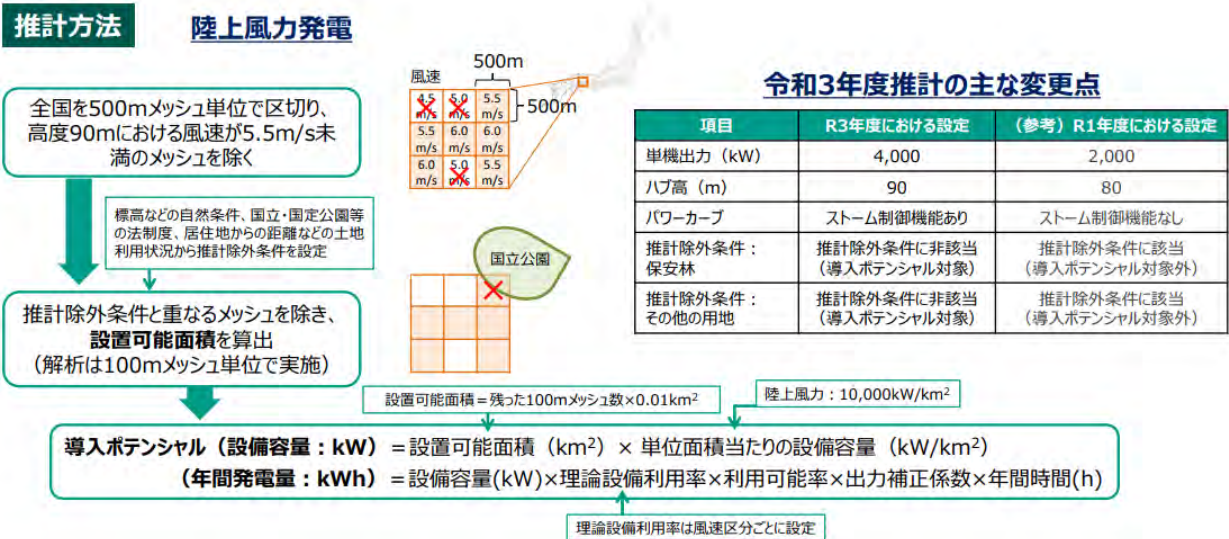 推計方法
陸上風力発電
全国を500mメッシュ単位で区切り、
高度90mにおける風速が5.5m/s未
満のメッシュを除く
標高などの自然条件、国立・国定公園等
の法制度、居住地からの距離などの土地
利用状況から推計除外条件を設定
推計除外条件と重なるメッシュを除き、
設置可能面積を算出
（解析は100mメッシュ単位で実施）
風速
500m
500m
4.5 5.0 5.5
m/s m/s m/s
5.5 6.0 6.0
m/s m/s m/s
6.0 5.0 5.5
m/s m/s m/s
国立公園
令和3年度推計の主な変更点
項目 R3年度における設定 （参考）R1年度における設定
単機出力（kW） 4,000 2,000
ハブ高（m） 90 80
パワーカーブ ストーム制御機能あり ストーム制御機能なし
推計除外条件： 推計除外条件に非該当 推計除外条件に該当
保安林 （導入ポテンシャル対象） （導入ポテンシャル対象外）
推計除外条件： 推計除外条件に非該当 推計除外条件に該当
その他の用地 （導入ポテンシャル対象） （導入ポテンシャル対象外）
設置可能面積＝残った100mメッシュ数×0.01km²
陸上風力：10,000kW/km²
導入ポテンシャル（設備容量：kW）＝設置可能面積（km²）× 単位面積当たりの設備容量（kW/km²）
（年間発電量：kWh）＝設備容量(kW)×理論設備利用率×利用可能率×出力補正係数×年間時間(h)
理論設備利用率は風速区分ごとに設定